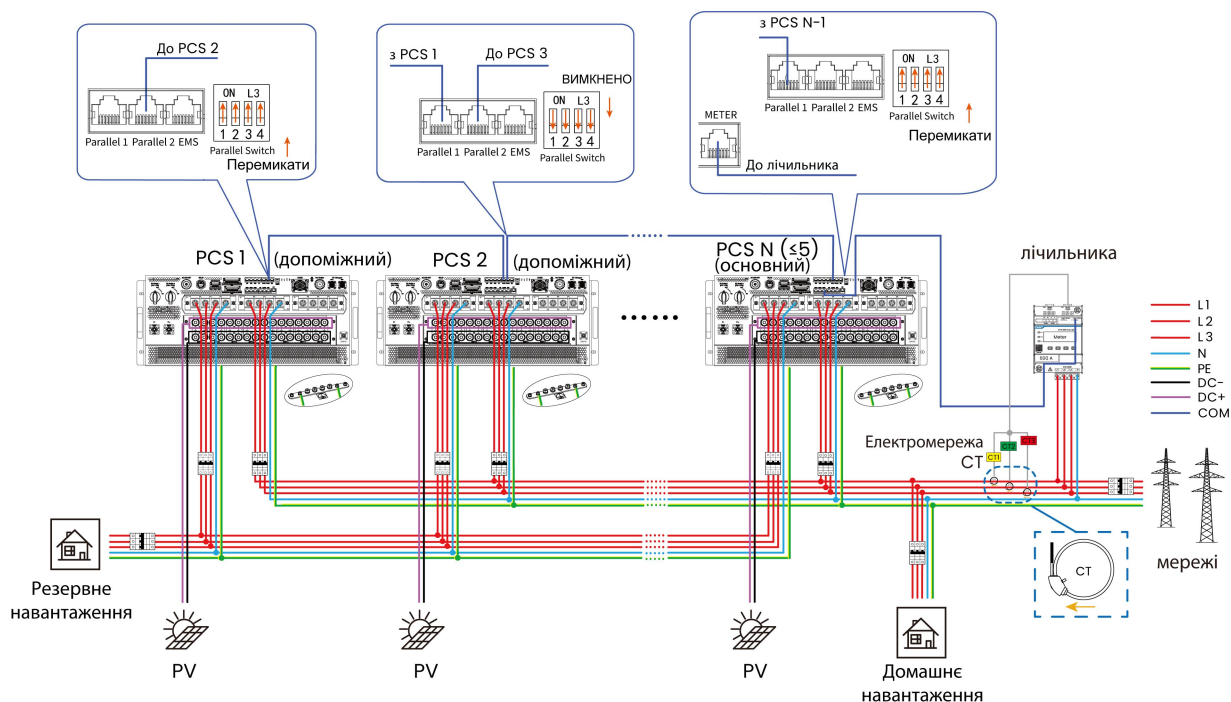 До PCS 2
ON L3
1 2 3 4
Parallel 1 Parallel 2 EMS
Parallel Switch
Перемикати
з PCS 1
До PCS 3
ВИМКНЕНО
ON L3
1 2 3 4
Parallel 1 Parallel 2 EMS
Parallel Switch
з PCS N-1
ON L3
1 2 3 4
Parallel 1 Parallel 2 EMS
Parallel Switch
Перемикати
METER
До лічильника
PCS 1
(допоміжний)
PCS 2
(допоміжний)
PCS N (≤5)
(основний)
лічильника
Meter
L1
L2
L3
N
PE
DC-
DC+
COM
Електромережа
CT
CT1
CT2
CT3
CT
мережі
Резервне
навантаження
PV
PV
PV
Домашнє
навантаження